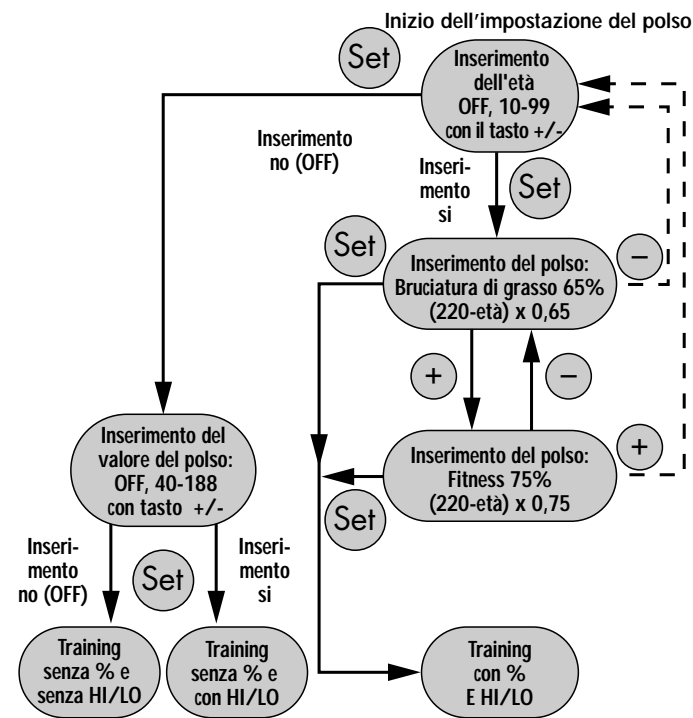 Inizio dell'impostazione del polso
Set
Inserimento
dell'età
OFF, 10-99
con il tasto +/-
Inserimento
no (OFF)
Inseri-
mento
si
Set
Set
Inserimento del polso:
Bruciatura di grasso 65%
(220-età) x 0,65
−
+
−
Inserimento del
valore del polso:
OFF, 40-188
con tasto +/-
Inserimento del polso:
Fitness 75%
(220-età) x 0,75
+
Set
Inseri-
mento
no (OFF)
Set
Inseri-
mento
si
Training
senza % e
senza HI/LO
Training
senza % e
con HI/LO
Training
con %
E HI/LO